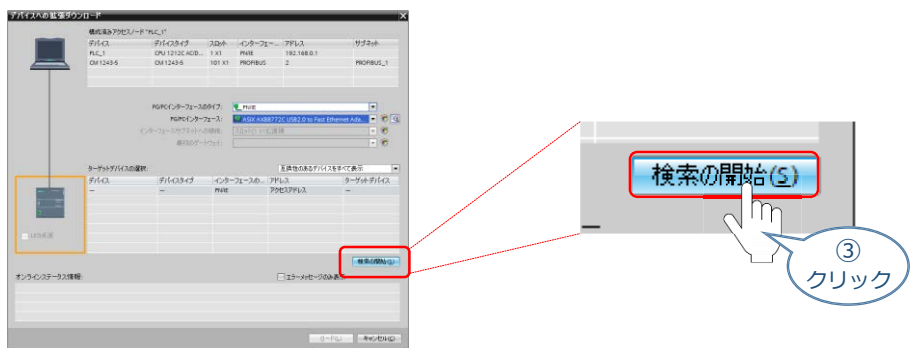 デバイスへの拡張ダウンロード
構成済みアクセスノード "PLC_1"
デバイス デバイスタイプ スロット インターフェー... アドレス サブネット
PLC_1 CPU 1212C AC/D... 1 X1 PN/IE 192.168.0.1
CM 1243-5 CM 1243-5 101 X1 PROFIBUS 2 PROFIBUS_1
PG/PCインターフェースのタイプ: PN/IE
PG/PCインターフェース: ASIX AX88772C USB2.0 to Fast Ethernet Ada...
ターゲットデバイスの選択: 互換性のあるデバイスをすべて表示
デバイス デバイスタイプ インターフェースの... アドレス ターゲットデバイス
— — PN/IE アクセスアドレス —
LED点滅
検索の開始(S)
オンラインステータス情報: エラーメッセージのみ表示
ロード(L) キャンセル(C)
検索の開始(S)
③
クリック